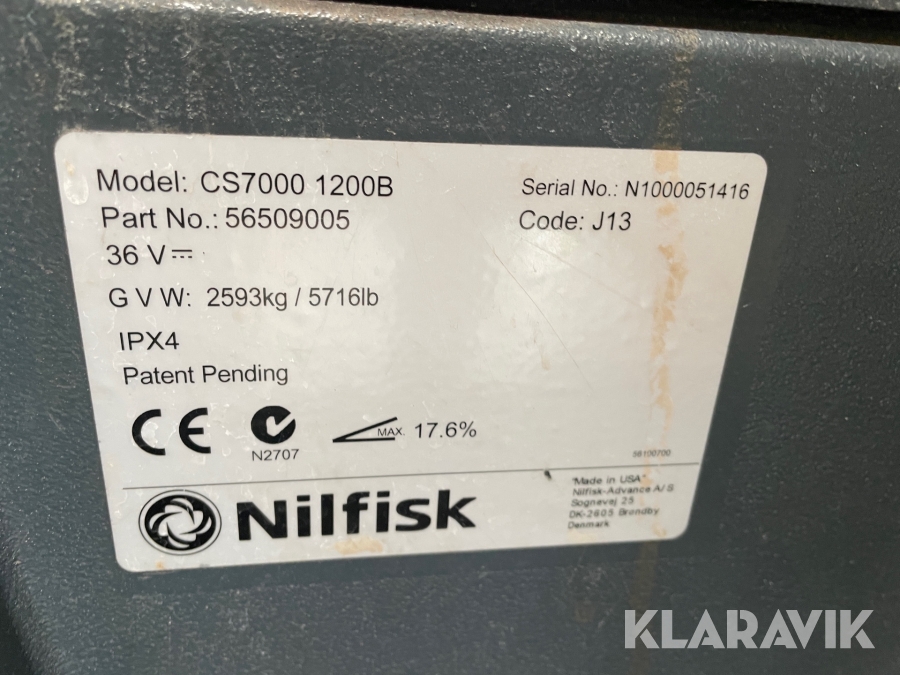 Model: CS7000 1200B
Serial No.: N1000051416
Part No.: 56509005
Code: J13
36 V
G V W: 2593kg / 5716lb
IPX4
Patent Pending
CE
N2707
MAX. 17.6%
56100700
"Made in USA"
Nilfisk-Advance A/S
Sognevej 25
DK-2605 Brondby
Denmark
Nilfisk
KLARAVIK